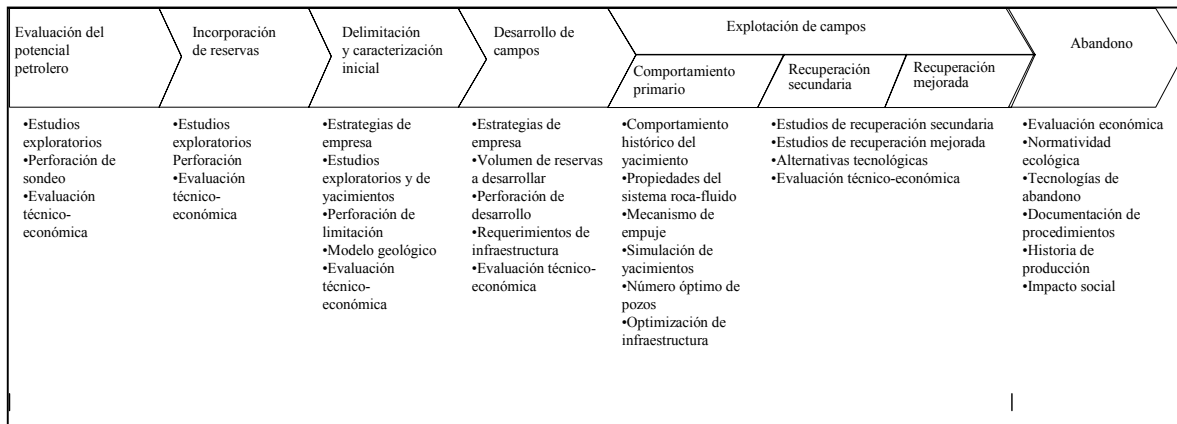 Evaluación del
potencial
petrolero
Incorporación
de reservas
Delimitación
y caracterización
inicial
Desarrollo de
campos
Explotación de campos
Comportamiento
primario
Recuperación
secundaria
Recuperación
mejorada
Abandono
•Estudios
exploratorios
•Perforación de
sondeo
•Evaluación
técnico-
económica
•Estudios
exploratorios
Perforación
•Evaluación
técnico-
económica
•Estrategias de
empresa
•Estudios
exploratorios y de
yacimientos
•Perforación de
limitación
•Modelo geológico
•Evaluación
técnico-
económica
•Estrategias de
empresa
•Volumen de reservas
a desarrollar
•Perforación de
desarrollo
•Requerimientos de
infraestructura
•Evaluación técnico-
económica
•Comportamiento
histórico del
yacimiento
•Propiedades del
sistema roca-fluido
•Mecanismo de
empuje
•Simulación de
yacimientos
•Número óptimo de
pozos
•Optimización de
infraestructura
•Estudios de recuperación secundaria
•Estudios de recuperación mejorada
•Alternativas tecnológicas
•Evaluación técnico-económica
•Evaluación económica
•Normatividad
ecológica
•Tecnologías de
abandono
•Documentación de
procedimientos
•Historia de
producción
•Impacto social